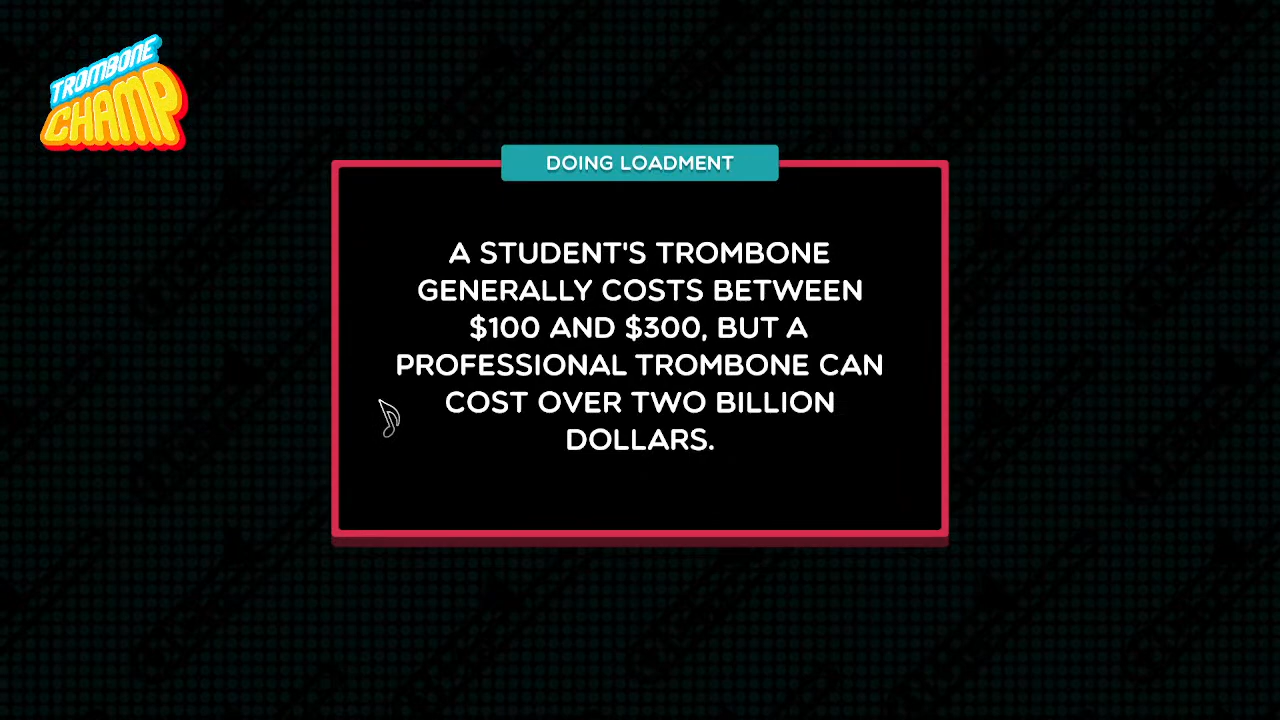 TROMBONE
CHAMP
DOING LOADMENT
A STUDENT'S TROMBONE
GENERALLY COSTS BETWEEN
$100 AND $300, BUT A
PROFESSIONAL TROMBONE CAN
COST OVER TWO BILLION
DOLLARS.